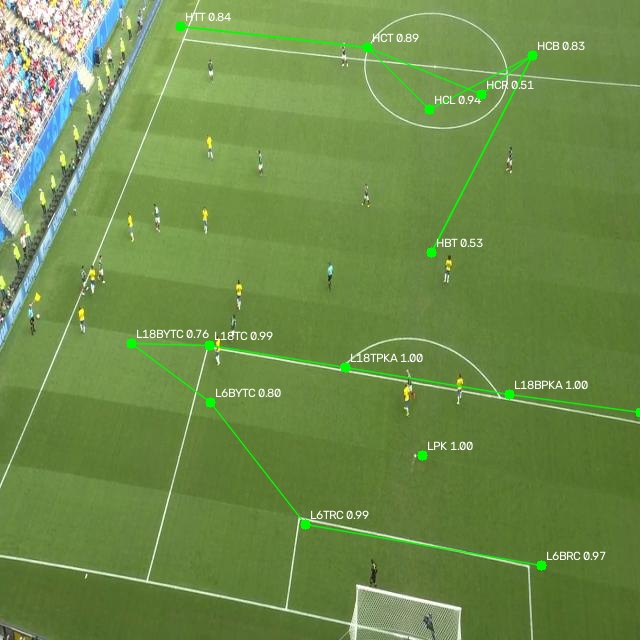 HTT 0.84
HCT 0.89
HCB 0.83
HCR 0.51
HCL 0.94
HBT 0.53
L18BYTC 0.76
L18TC 0.99
L18TPKA 1.00
L18BPKA 1.00
L6BYTC 0.80
LPK 1.00
L6TRC 0.99
L6BRC 0.97